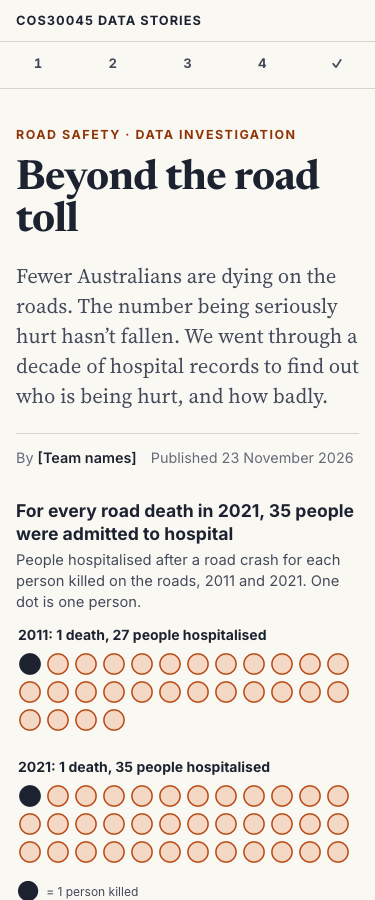 COS30045 DATA STORIES
1 2 3 4 ✓
ROAD SAFETY · DATA INVESTIGATION
Beyond the road
toll
Fewer Australians are dying on the
roads. The number being seriously
hurt hasn’t fallen. We went through a
decade of hospital records to find out
who is being hurt, and how badly.
By [Team names] Published 23 November 2026
For every road death in 2021, 35 people
were admitted to hospital
People hospitalised after a road crash for each
person killed on the roads, 2011 and 2021. One
dot is one person.
2011: 1 death, 27 people hospitalised
2021: 1 death, 35 people hospitalised
= 1 person killed